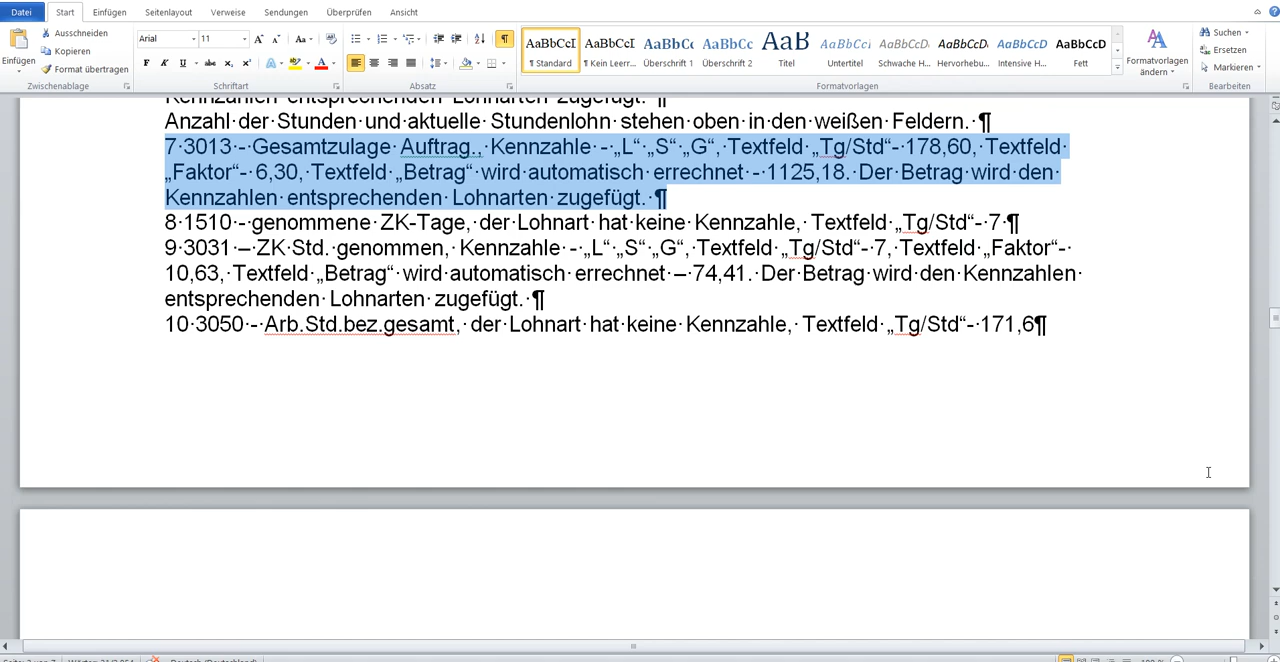 Datei Start Einfügen Seitenlayout Verweise Sendungen Überprüfen Ansicht
Einfügen
Ausschneiden
Kopieren
Format übertragen
Zwischenablage
Arial 11
Schriftart
Absatz
AaBbCcI AaBbCcI AaBbCc AaBbCc AaB AaBbCcI AaBbCcD AaBbCcD AaBbCcD AaBbCcD
¶ Standard ¶ Kein Leerr... Überschrift 1 Überschrift 2 Titel Untertitel Schwache H... Hervorhebu... Intensive H... Fett
Formatvorlagen
Formatvorlagen ändern
Suchen
Ersetzen
Markieren
Bearbeiten
Kennzahlen entsprechenden Lohnarten zugefügt. ¶
Anzahl der Stunden und aktuelle Stundenlohn stehen oben in den weißen Feldern. ¶
7 3013 - Gesamtzulage Auftrag., Kennzahle - „L“ „S“ „G“, Textfeld „Tg/Std“- 178,60, Textfeld
„Faktor“- 6,30, Textfeld „Betrag“ wird automatisch errechnet - 1125,18. Der Betrag wird den
Kennzahlen entsprechenden Lohnarten zugefügt. ¶
8 1510 - genommene ZK-Tage, der Lohnart hat keine Kennzahle, Textfeld „Tg/Std“- 7 ¶
9 3031 – ZK Std. genommen, Kennzahle - „L“ „S“ „G“, Textfeld „Tg/Std“- 7, Textfeld „Faktor“-
10,63, Textfeld „Betrag“ wird automatisch errechnet – 74,41. Der Betrag wird den Kennzahlen
entsprechenden Lohnarten zugefügt. ¶
10 3050 - Arb.Std.bez.gesamt, der Lohnart hat keine Kennzahle, Textfeld „Tg/Std“- 171,6¶